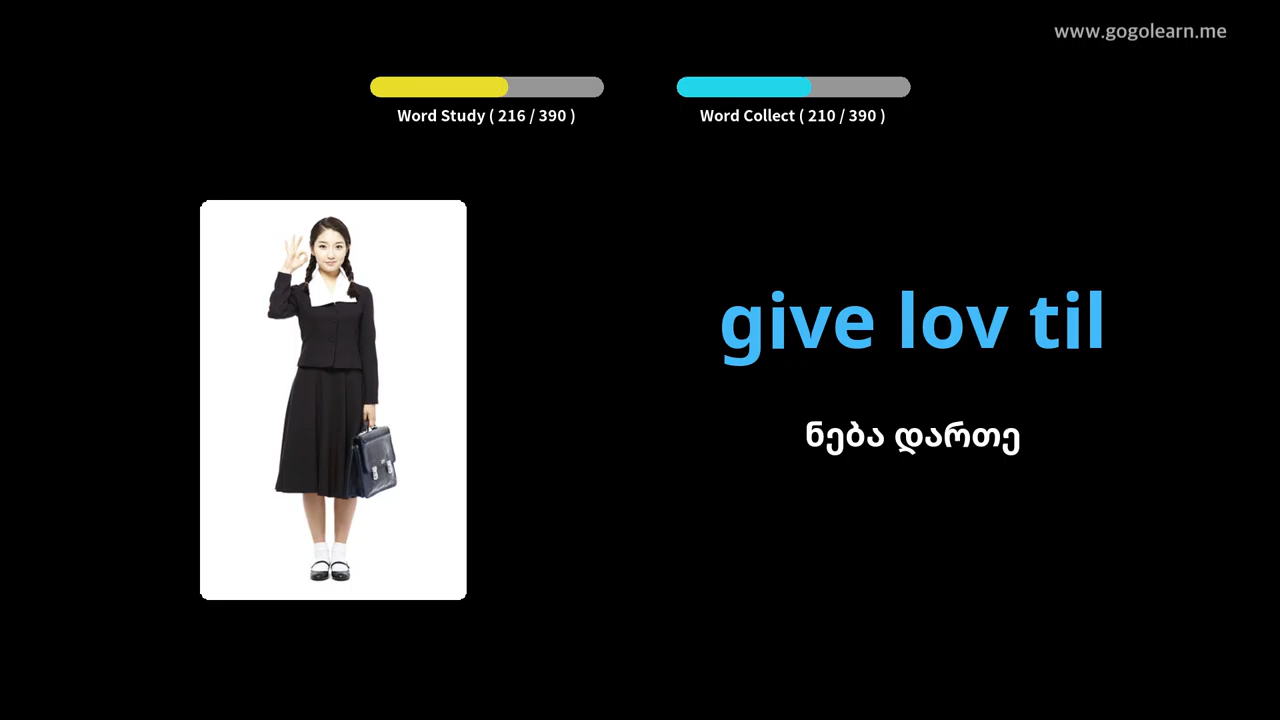 www.gogolearn.me
Word Study ( 216 / 390 )
Word Collect ( 210 / 390 )
give lov til
ნება დართე